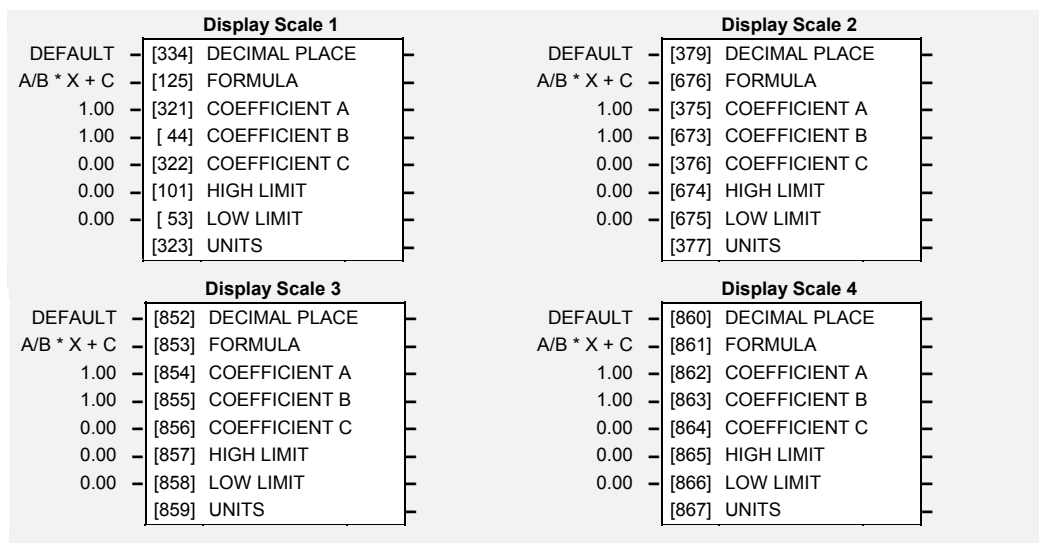 Display Scale 1
DEFAULT – [334] DECIMAL PLACE –
A/B * X + C – [125] FORMULA –
1.00 – [321] COEFFICIENT A –
1.00 – [ 44] COEFFICIENT B –
0.00 – [322] COEFFICIENT C –
0.00 – [101] HIGH LIMIT –
0.00 – [ 53] LOW LIMIT –
[323] UNITS –
Display Scale 2
DEFAULT – [379] DECIMAL PLACE –
A/B * X + C – [676] FORMULA –
1.00 – [375] COEFFICIENT A –
1.00 – [673] COEFFICIENT B –
0.00 – [376] COEFFICIENT C –
0.00 – [674] HIGH LIMIT –
0.00 – [675] LOW LIMIT –
[377] UNITS –
Display Scale 3
DEFAULT – [852] DECIMAL PLACE –
A/B * X + C – [853] FORMULA –
1.00 – [854] COEFFICIENT A –
1.00 – [855] COEFFICIENT B –
0.00 – [856] COEFFICIENT C –
0.00 – [857] HIGH LIMIT –
0.00 – [858] LOW LIMIT –
[859] UNITS –
Display Scale 4
DEFAULT – [860] DECIMAL PLACE –
A/B * X + C – [861] FORMULA –
1.00 – [862] COEFFICIENT A –
1.00 – [863] COEFFICIENT B –
0.00 – [864] COEFFICIENT C –
0.00 – [865] HIGH LIMIT –
0.00 – [866] LOW LIMIT –
[867] UNITS –